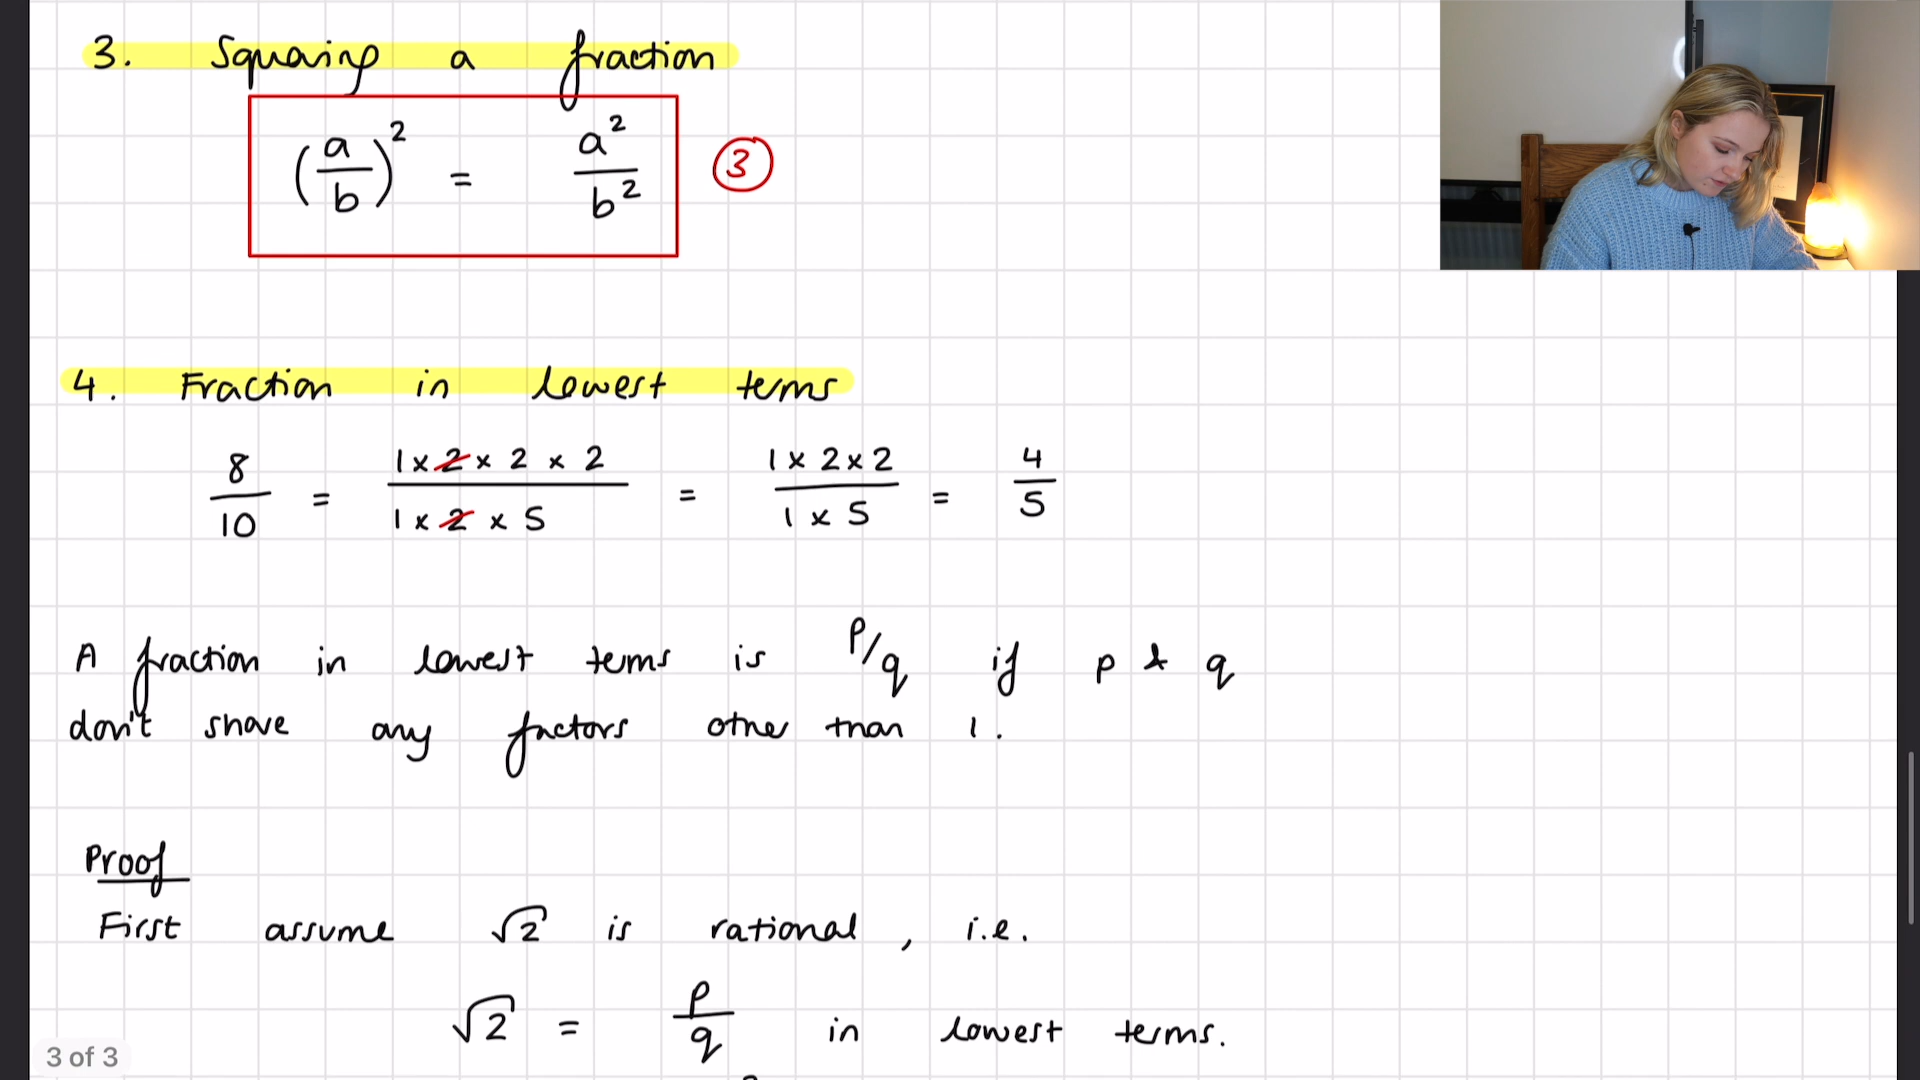 3. Squaring a fraction
(a/b)² = a²/b² ③
4. Fraction in lowest terms
8/10 = 1 x 2 x 2 x 2 / 1 x 2 x 5 = 1 x 2 x 2 / 1 x 5 = 4/5
A fraction in lowest terms is P/q if p & q
don't share any factors other than 1.
Proof
First assume √2 is rational, i.e.
√2 = p/q in lowest terms.
3 of 3